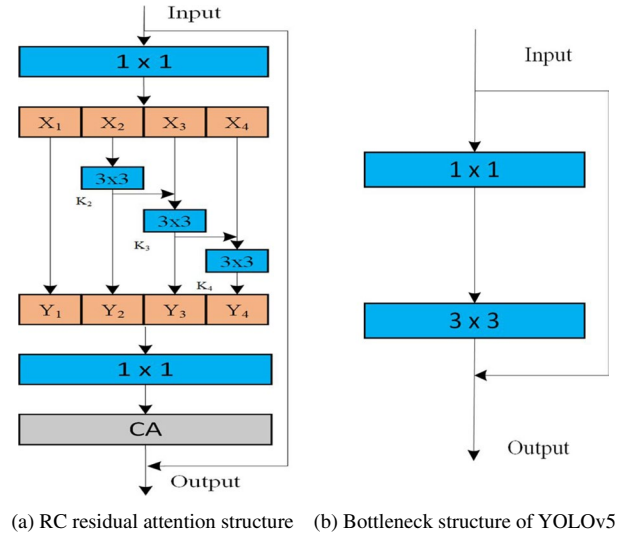 Input
1 x 1
X₁ X₂ X₃ X₄
3x3
K₂
3x3
K₃
3x3
K₄
Y₁ Y₂ Y₃ Y₄
1 x 1
CA
Output
(a) RC residual attention structure
Input
1 x 1
3 x 3
Output
(b) Bottleneck structure of YOLOv5